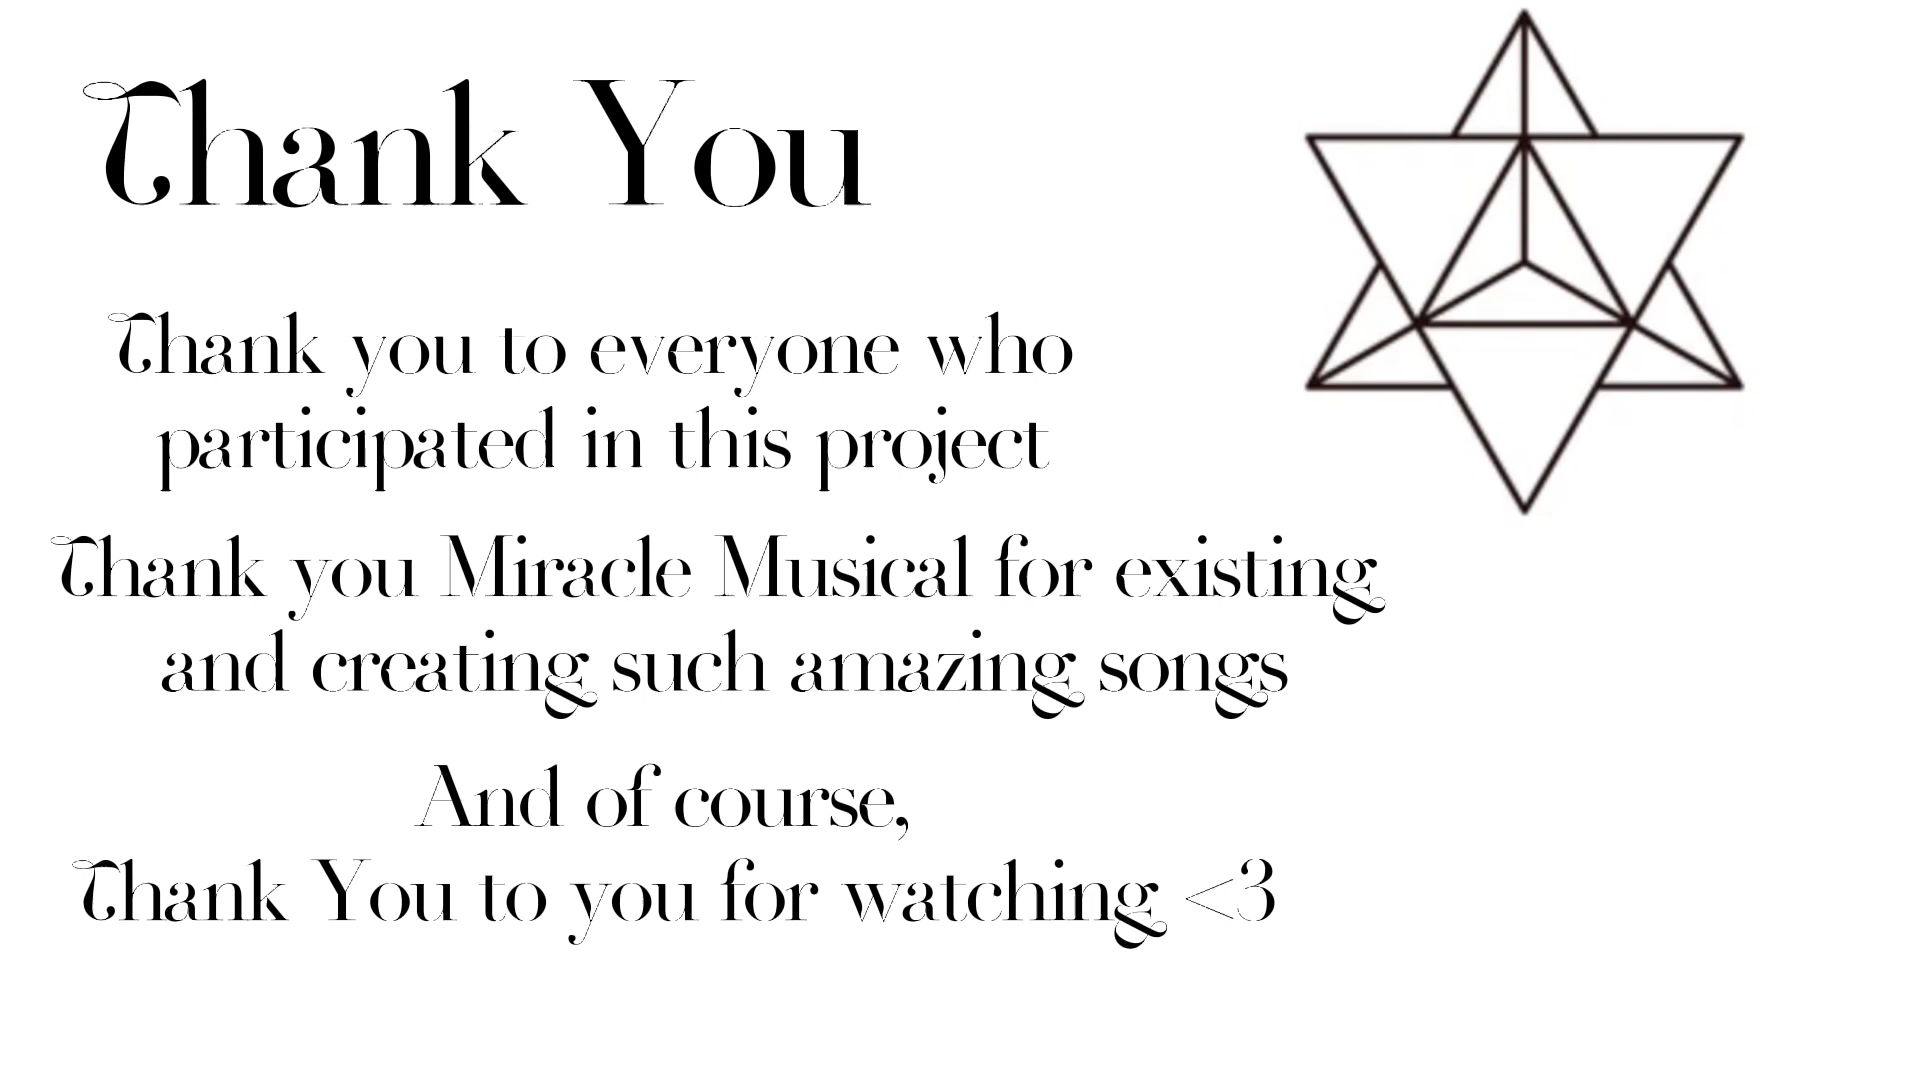 Thank You
Thank you to everyone who
participated in this project
Thank you Miracle Musical for existing
and creating such amazing songs
And of course,
Thank You to you for watching <3